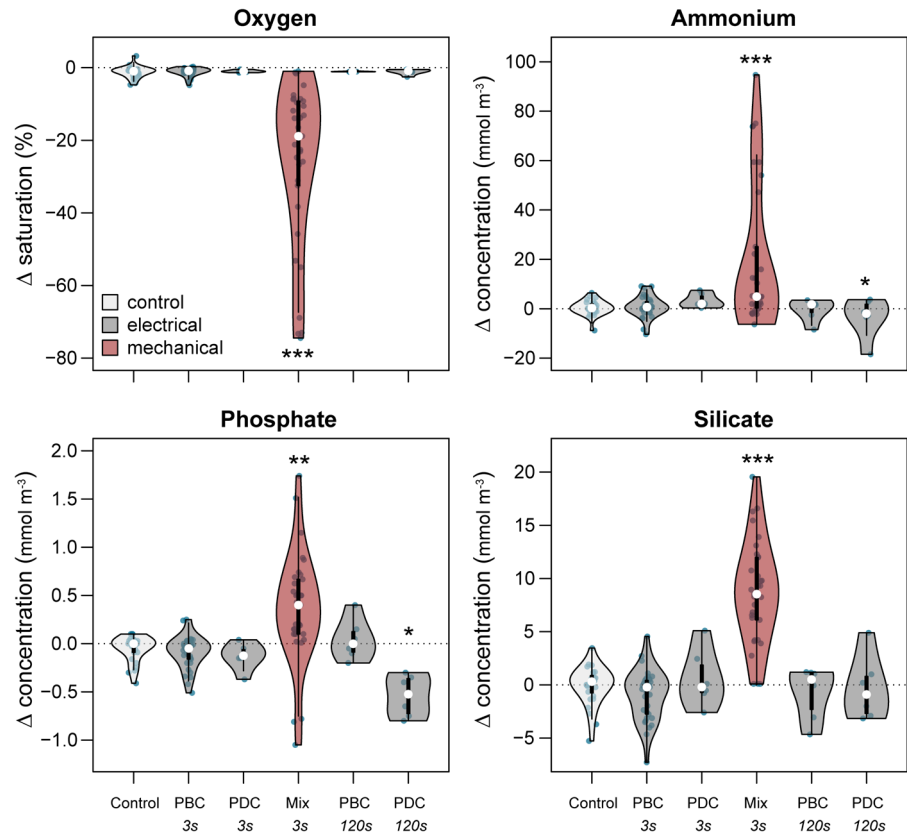 Oxygen
Δ saturation (%)
0
−20
−40
−60
−80
control
electrical
mechanical
***
Ammonium
Δ concentration (mmol m-3)
100
80
60
40
20
0
−20
***
*
Phosphate
Δ concentration (mmol m-3)
2.0
1.5
1.0
0.5
0.0
−0.5
−1.0
**
*
Control PBC PDC Mix PBC PDC
3s 3s 3s 120s 120s
Silicate
Δ concentration (mmol m-3)
20
15
10
5
0
−5
***
Control PBC PDC Mix PBC PDC
3s 3s 3s 120s 120s